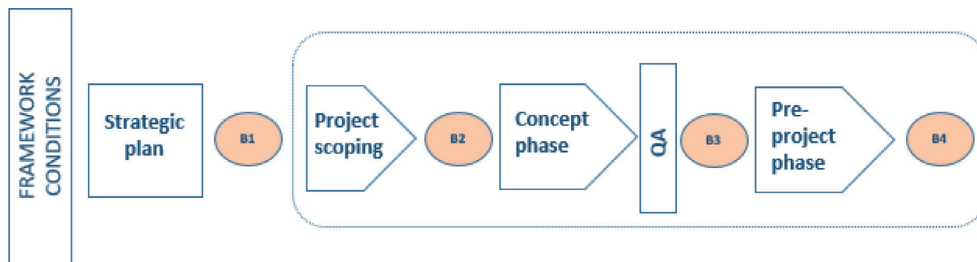 FRAMEWORK
CONDITIONS
Strategic
plan
B1
Project
scoping
B2
Concept
phase
QA
B3
Pre-
project
phase
B4